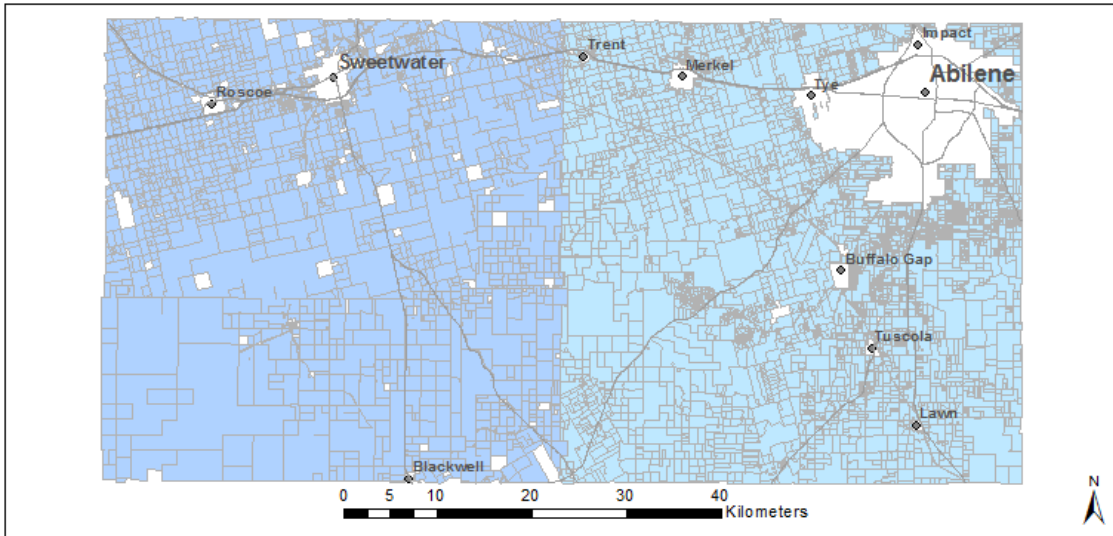 Impact
Trent
Sweetwater
Merkel
Abilene
Tye
Roscoe
Buffalo Gap
Tuscola
Lawn
Blackwell
0 5 10 20 30 40
Kilometers
N